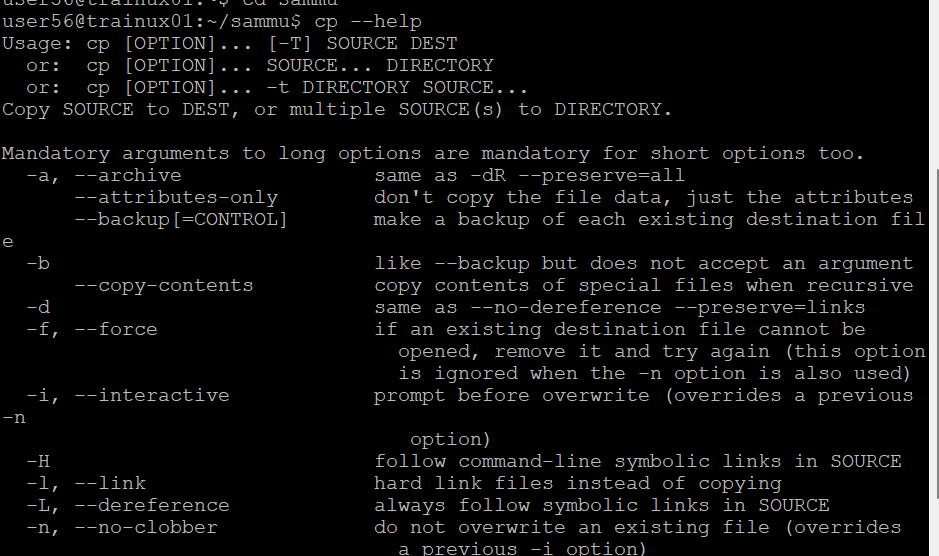 user56@trainux01:~$ cd sammu
user56@trainux01:~/sammu$ cp --help
Usage: cp [OPTION]... [-T] SOURCE DEST
  or:  cp [OPTION]... SOURCE... DIRECTORY
  or:  cp [OPTION]... -t DIRECTORY SOURCE...
Copy SOURCE to DEST, or multiple SOURCE(s) to DIRECTORY.

Mandatory arguments to long options are mandatory for short options too.
  -a, --archive                same as -dR --preserve=all
      --attributes-only        don't copy the file data, just the attributes
      --backup[=CONTROL]       make a backup of each existing destination fil
e
  -b                           like --backup but does not accept an argument
      --copy-contents          copy contents of special files when recursive
  -d                           same as --no-dereference --preserve=links
  -f, --force                  if an existing destination file cannot be
                                 opened, remove it and try again (this option
                                 is ignored when the -n option is also used)
  -i, --interactive            prompt before overwrite (overrides a previous
-n
                                  option)
  -H                           follow command-line symbolic links in SOURCE
  -l, --link                   hard link files instead of copying
  -L, --dereference            always follow symbolic links in SOURCE
  -n, --no-clobber             do not overwrite an existing file (overrides
                                 a previous -i option)